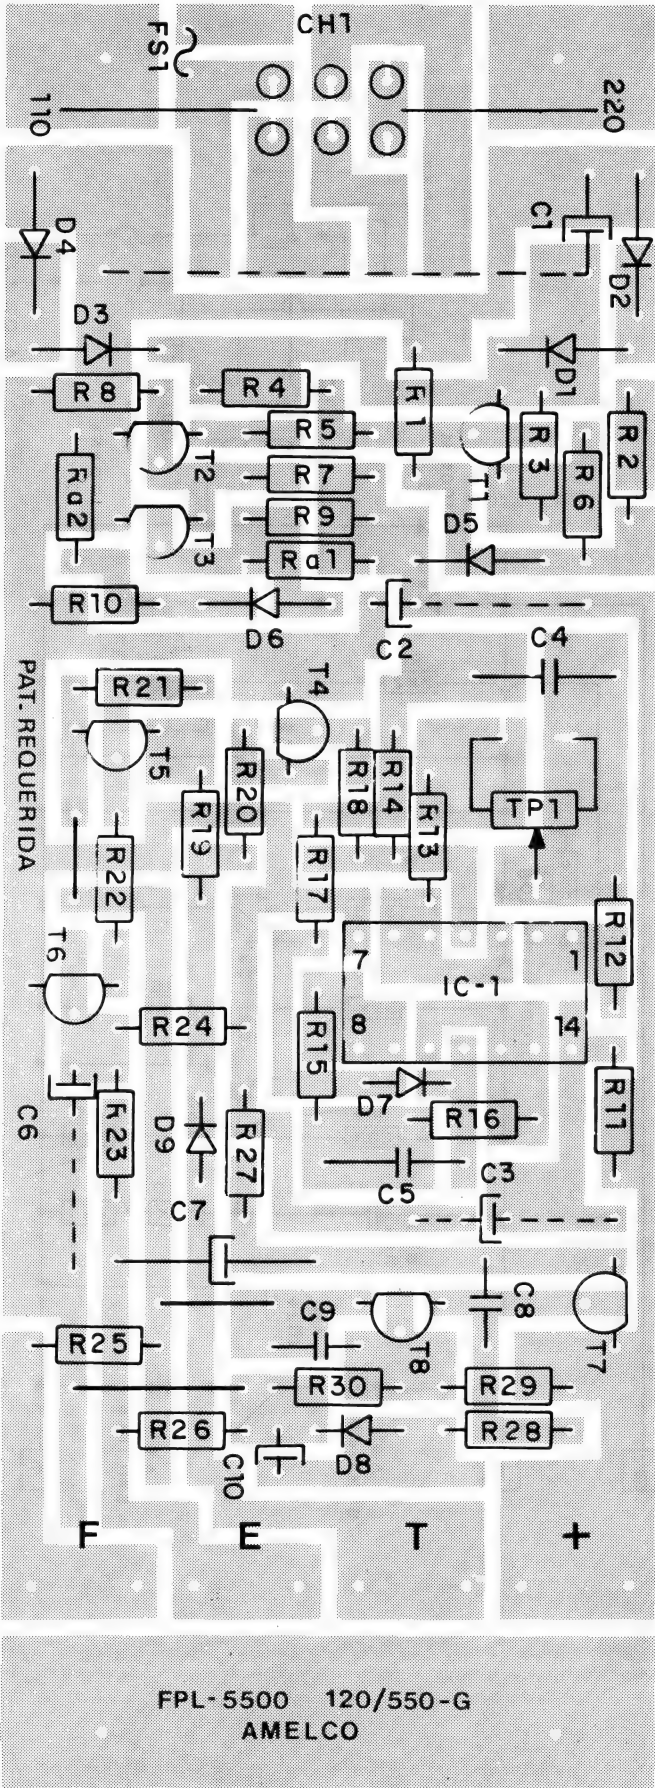 CH1
FS1
110
220
D4
C1
D2
D3
D1
R8
R4
R1
R5
R3
R2
T2
R7
T1
R6
Ra2
T3
R9
D5
Ra1
R10
D6
C2
C4
PAT. REQUERIDA
R21
T4
T5
R20
R18
R14
R13
TP1
R19
R22
R17
R12
T6
7
1
IC-1
R24
8
14
R15
D7
R11
C6
R23
D9
R27
R16
C5
C3
C7
C9
C8
T8
T7
R25
R30
R29
R26
R28
C10
D8
F E T +
FPL-5500 120/550-G
AMELCO